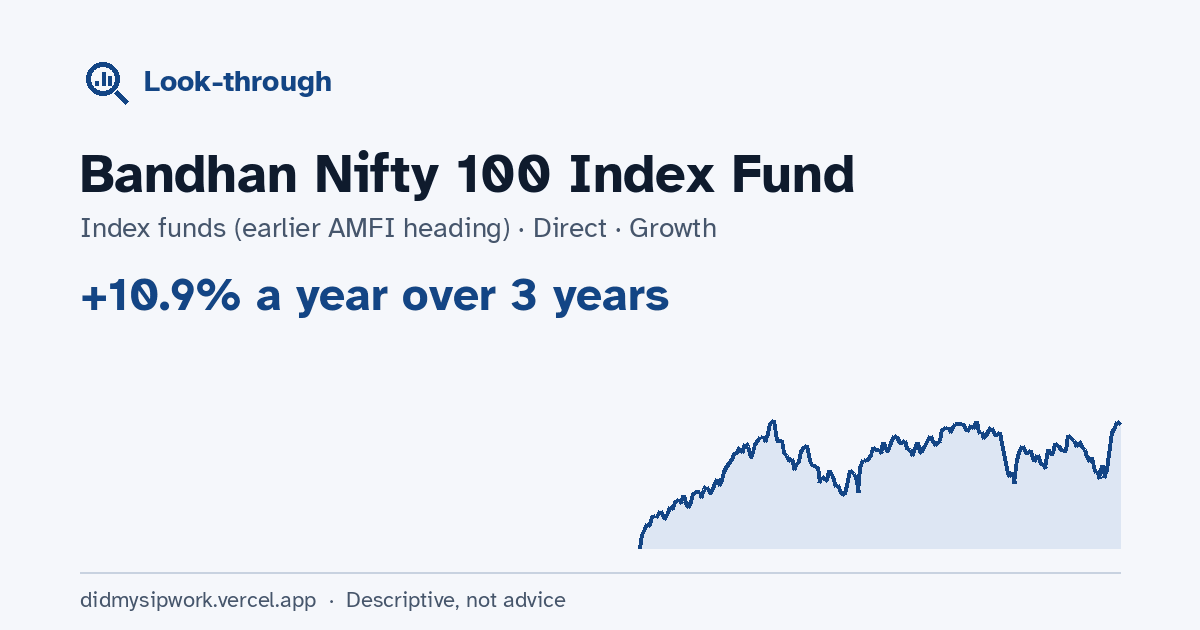 Look-through
Bandhan Nifty 100 Index Fund
Index funds (earlier AMFI heading) · Direct · Growth
+10.9% a year over 3 years
didmysipwork.vercel.app · Descriptive, not advice